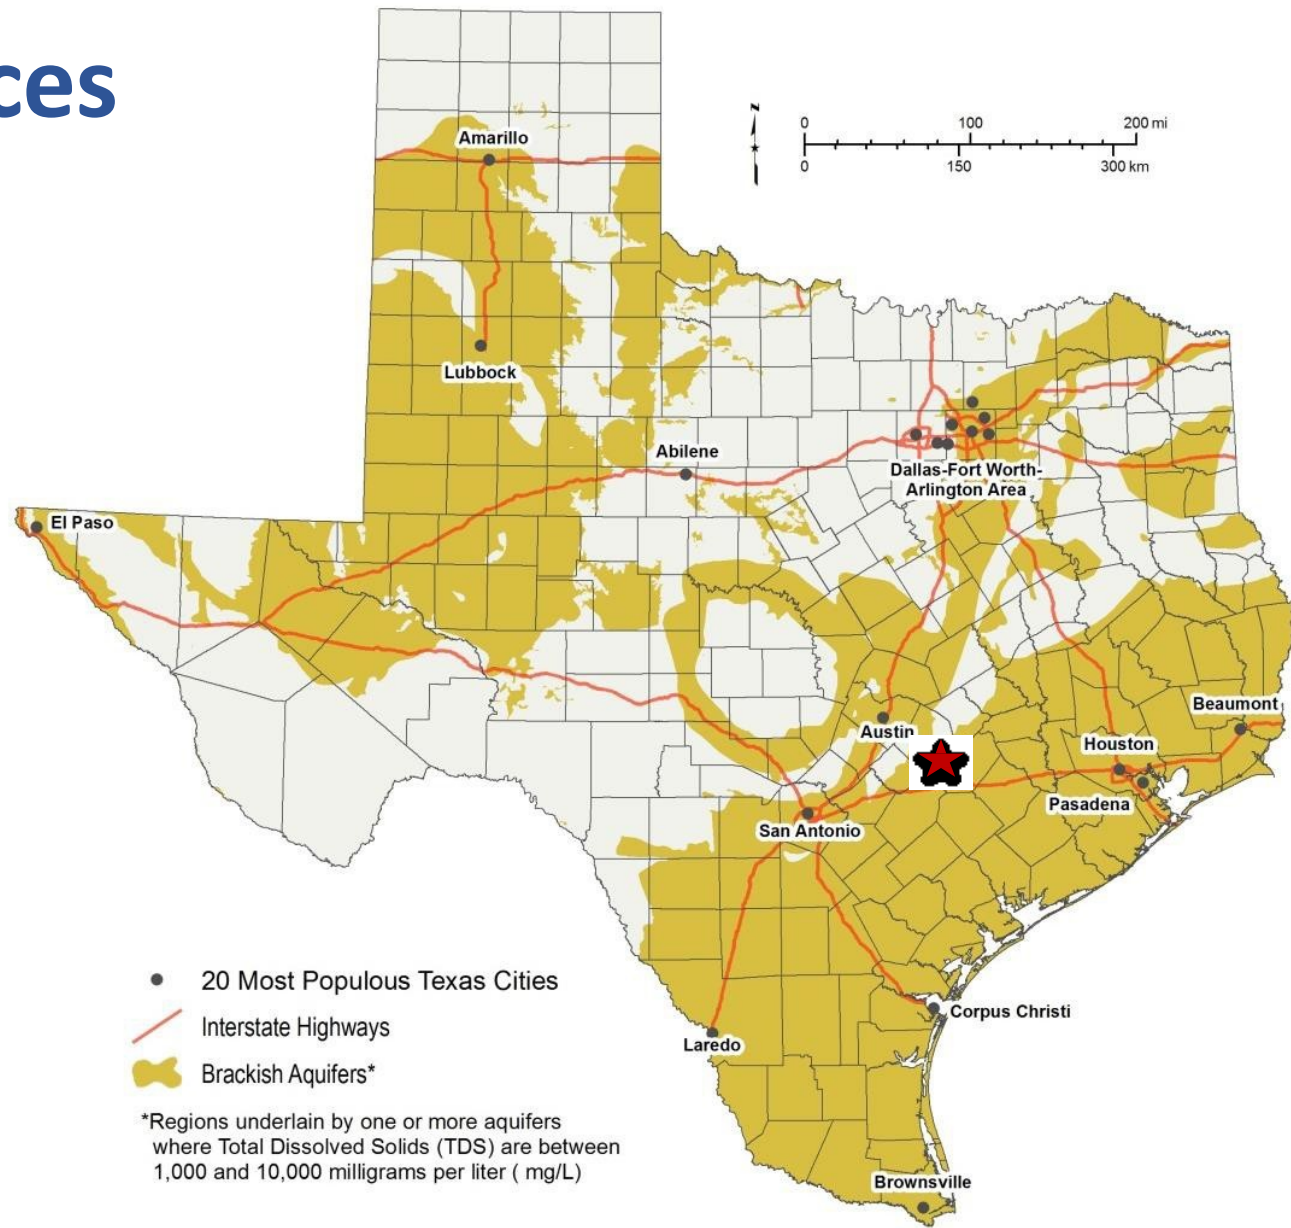 ces
N
0 100 200 mi
0 150 300 km
Amarillo
Lubbock
Abilene
Dallas-Fort Worth-
Arlington Area
El Paso
Austin
Beaumont
Houston
Pasadena
San Antonio
Corpus Christi
Laredo
Brownsville
20 Most Populous Texas Cities
Interstate Highways
Brackish Aquifers*
*Regions underlain by one or more aquifers
where Total Dissolved Solids (TDS) are between
1,000 and 10,000 milligrams per liter ( mg/L)